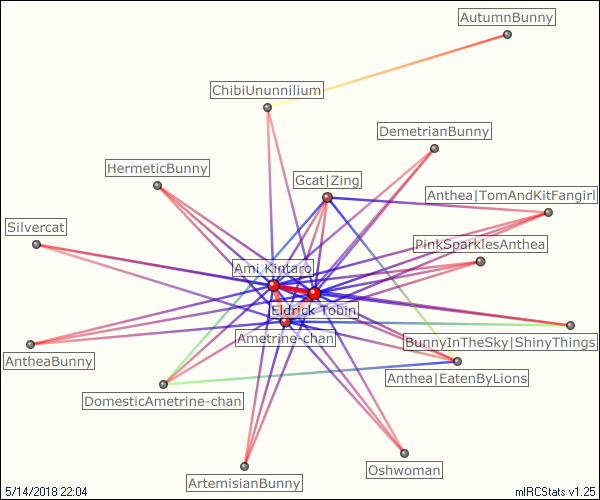 AutumnBunny
ChibiUnunnilium
DemetrianBunny
HermeticBunny
Gcat|Zing
Anthea|TomAndKitFangirl
Silvercat
PinkSparklesAnthea
Ami Kintaro
Eldrick Tobin
Ametrine-chan
BunnyInTheSky|ShinyThings
AntheaBunny
Anthea|EatenByLions
DomesticAmetrine-chan
Oshwoman
ArtemisianBunny
5/14/2018 22:04
mIRCStats v1.25